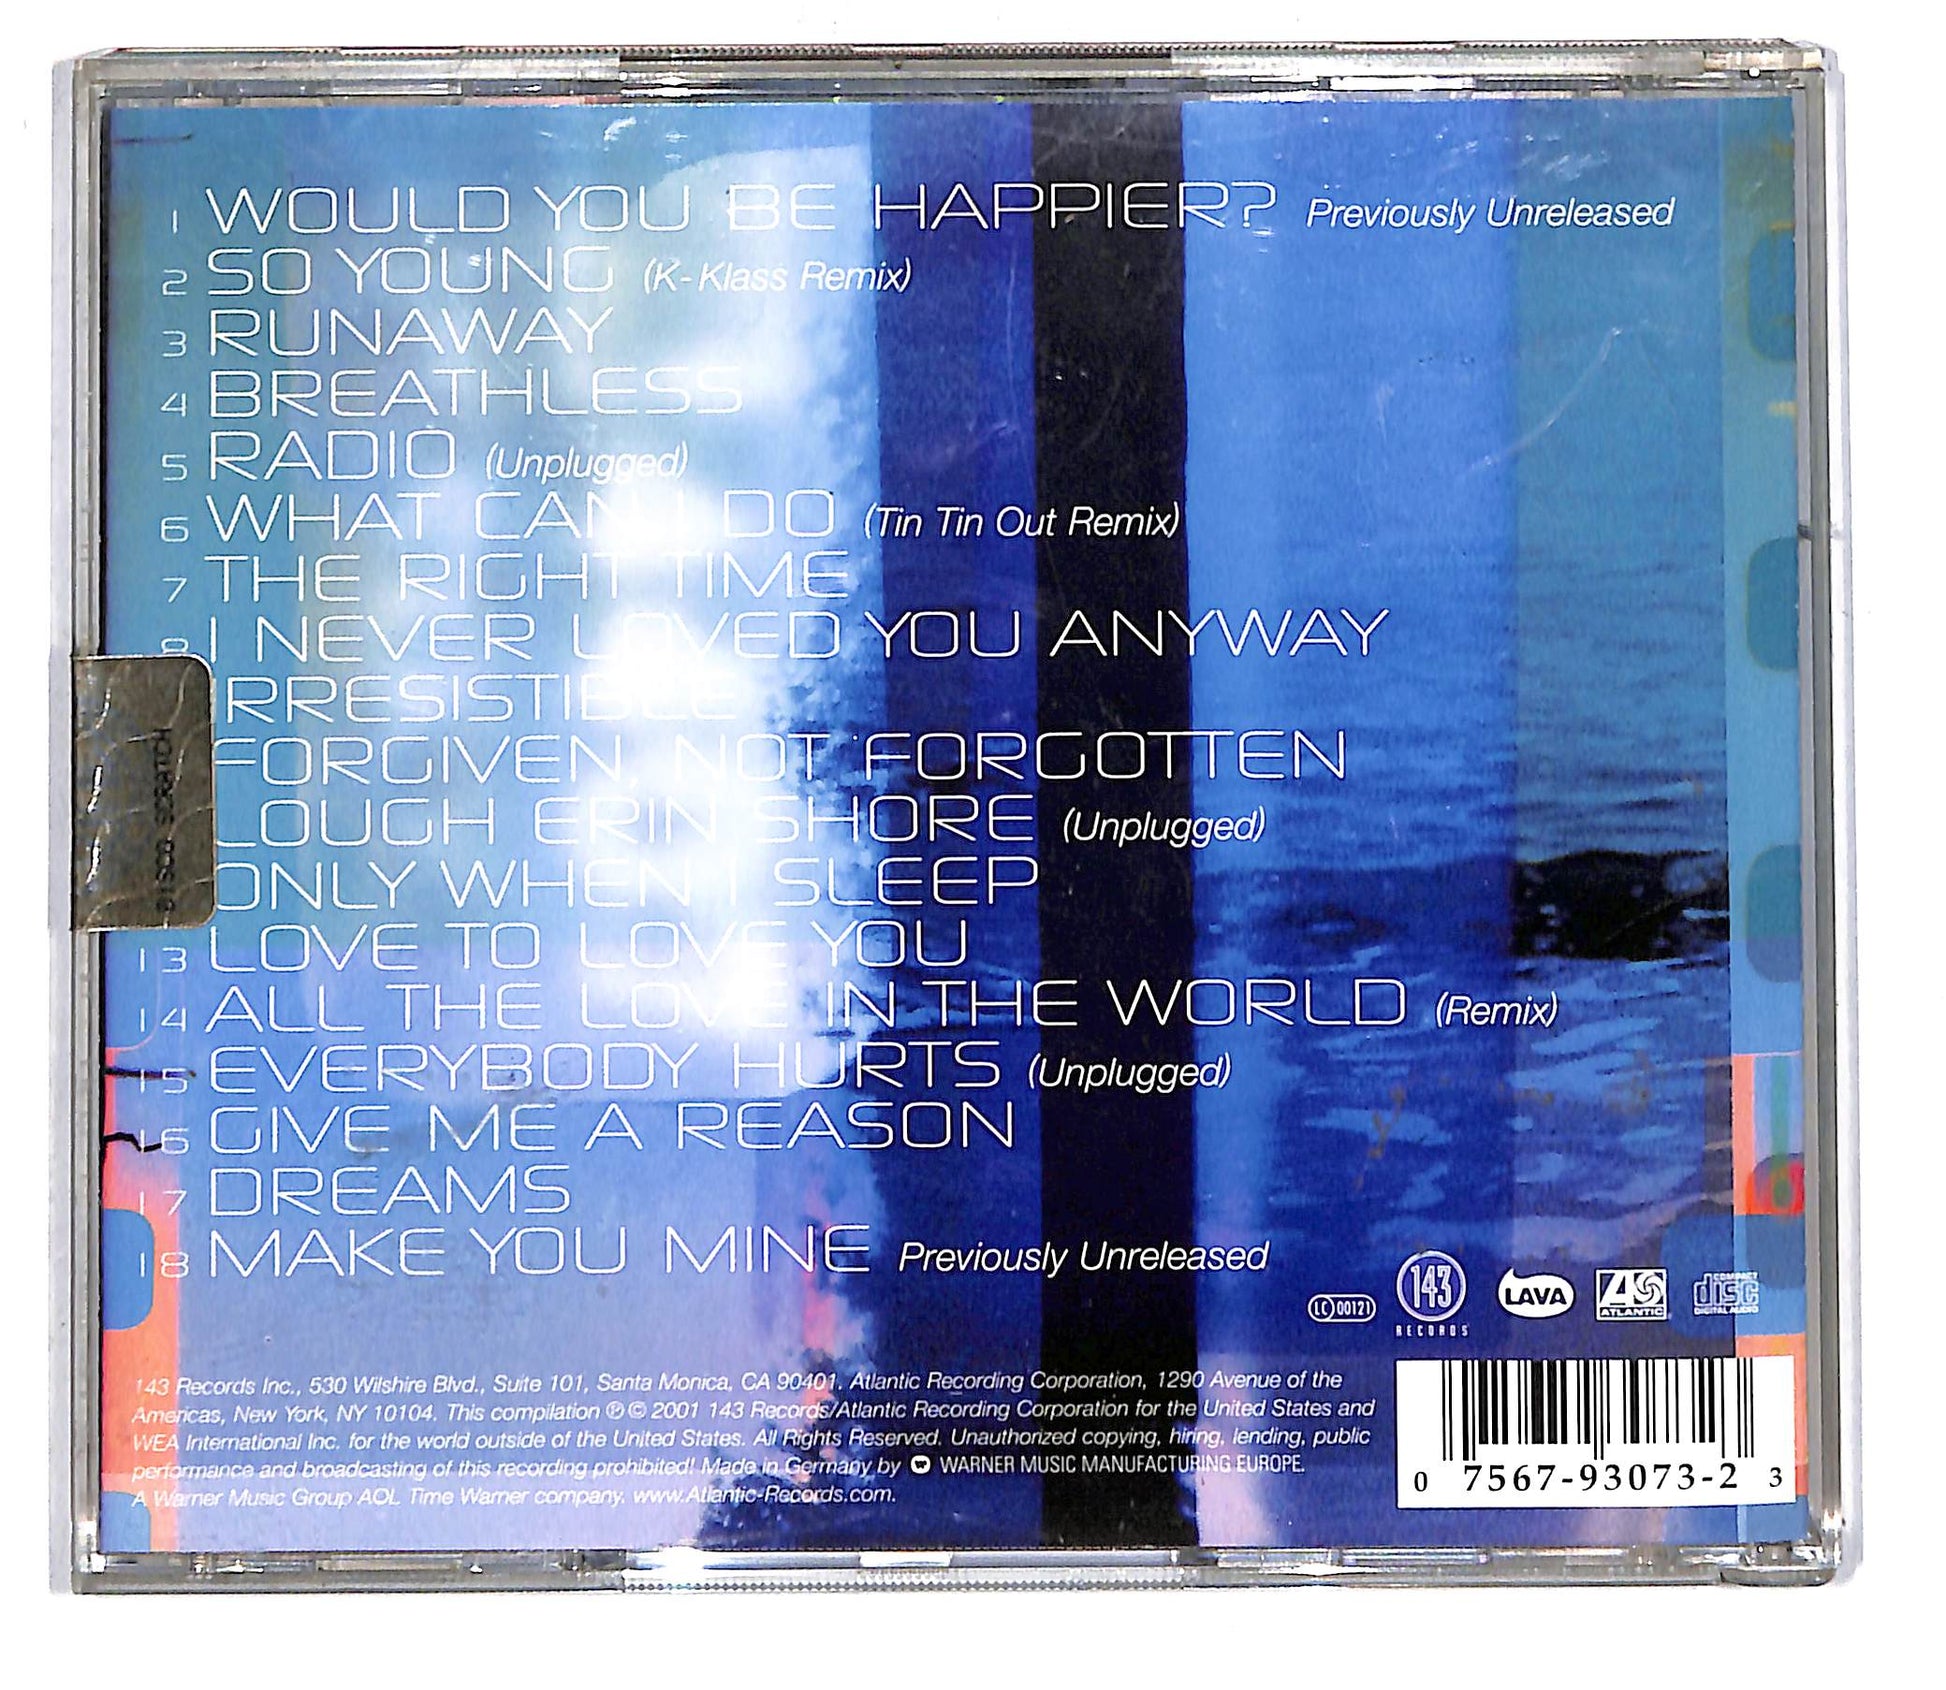 1 WOULD YOU BE HAPPIER? Previously Unreleased
2 SO YOUNG (K-Klass Remix)
3 RUNAWAY
4 BREATHLESS
5 RADIO (Unplugged)
6 WHAT CAN I DO (Tin Tin Out Remix)
7 THE RIGHT TIME
8 I NEVER LOVED YOU ANYWAY
IRRESISTIBLE
FORGIVEN, NOT FORGOTTEN
LOUGH ERIN SHORE (Unplugged)
ONLY WHEN I SLEEP
13 LOVE TO LOVE YOU
14 ALL THE LOVE IN THE WORLD (Remix)
15 EVERYBODY HURTS (Unplugged)
16 GIVE ME A REASON
17 DREAMS
18 MAKE YOU MINE Previously Unreleased
DISCO SCRATCH
LC 00121
143 RECORDS
LAVA
ATLANTIC
COMPACT disc DIGITAL AUDIO
143 Records Inc., 530 Wilshire Blvd., Suite 101, Santa Monica, CA 90401. Atlantic Recording Corporation, 1290 Avenue of the
Americas, New York, NY 10104. This compilation ℗ © 2001 143 Records/Atlantic Recording Corporation for the United States and
WEA International Inc. for the world outside of the United States. All Rights Reserved. Unauthorized copying, hiring, lending, public
performance and broadcasting of this recording prohibited! Made in Germany by WARNER MUSIC MANUFACTURING EUROPE.
A Warner Music Group AOL Time Warner company. www.Atlantic-Records.com.
0 7567-93073-2 3